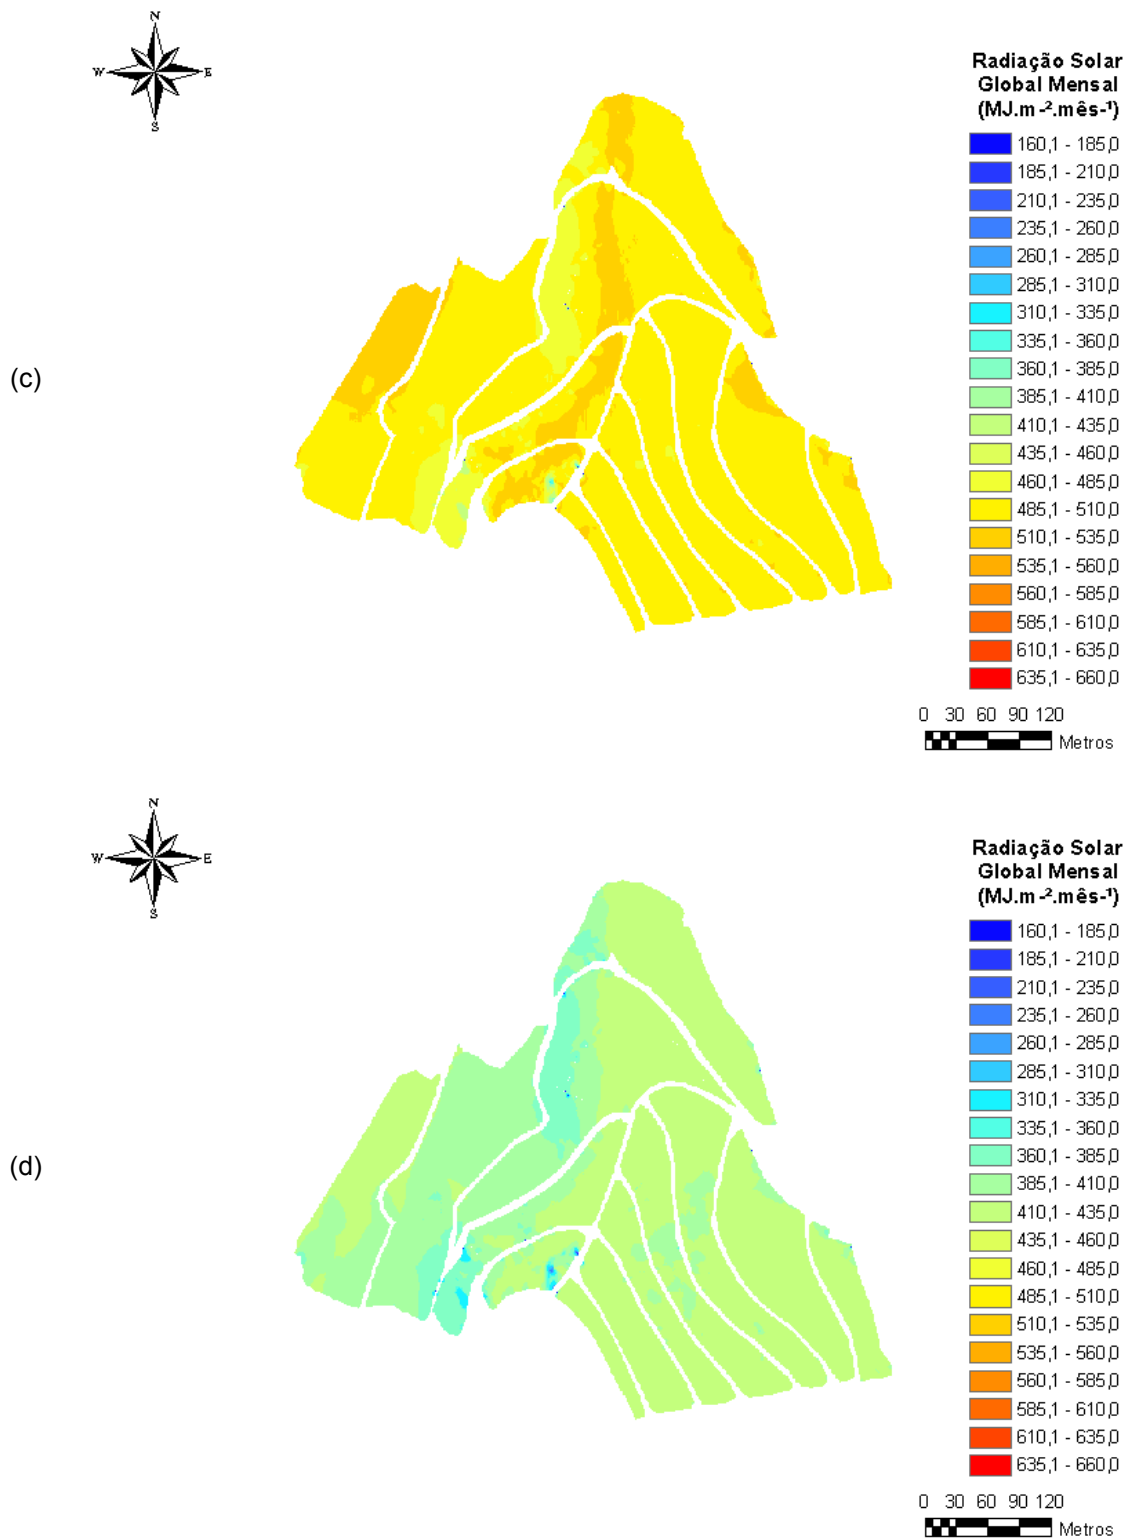 N
W E
S
Radiação Solar
Global Mensal
(MJ.m-².mês-¹)
160,1 - 185,0
185,1 - 210,0
210,1 - 235,0
235,1 - 260,0
260,1 - 285,0
285,1 - 310,0
310,1 - 335,0
335,1 - 360,0
360,1 - 385,0
385,1 - 410,0
410,1 - 435,0
435,1 - 460,0
460,1 - 485,0
485,1 - 510,0
510,1 - 535,0
535,1 - 560,0
560,1 - 585,0
585,1 - 610,0
610,1 - 635,0
635,1 - 660,0
(c)
0 30 60 90 120
Metros
N
W E
S
Radiação Solar
Global Mensal
(MJ.m-².mês-¹)
160,1 - 185,0
185,1 - 210,0
210,1 - 235,0
235,1 - 260,0
260,1 - 285,0
285,1 - 310,0
310,1 - 335,0
335,1 - 360,0
360,1 - 385,0
385,1 - 410,0
410,1 - 435,0
435,1 - 460,0
460,1 - 485,0
485,1 - 510,0
510,1 - 535,0
535,1 - 560,0
560,1 - 585,0
585,1 - 610,0
610,1 - 635,0
635,1 - 660,0
(d)
0 30 60 90 120
Metros